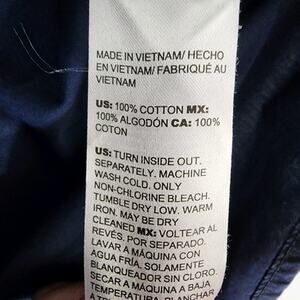 MADE IN VIETNAM/ HECHO
EN VIETNAM/ FABRIQUÉ AU
VIETNAM
US: 100% COTTON MX:
100% ALGODÓN CA: 100%
COTON
US: TURN INSIDE OUT.
SEPARATELY. MACHINE
WASH COLD. ONLY
NON-CHLORINE BLEACH.
TUMBLE DRY LOW. WARM
IRON. MAY BE DRY
CLEANED MX: VOLTEAR AL
REVÉS. POR SEPARADO.
LAVAR A MÁQUINA CON
AGUA FRÍA. SOLAMENTE
BLANQUEADOR SIN CLORO.
SECAR A MÁQUINA A BAJA
TEMPERATURA. PLANCHAR